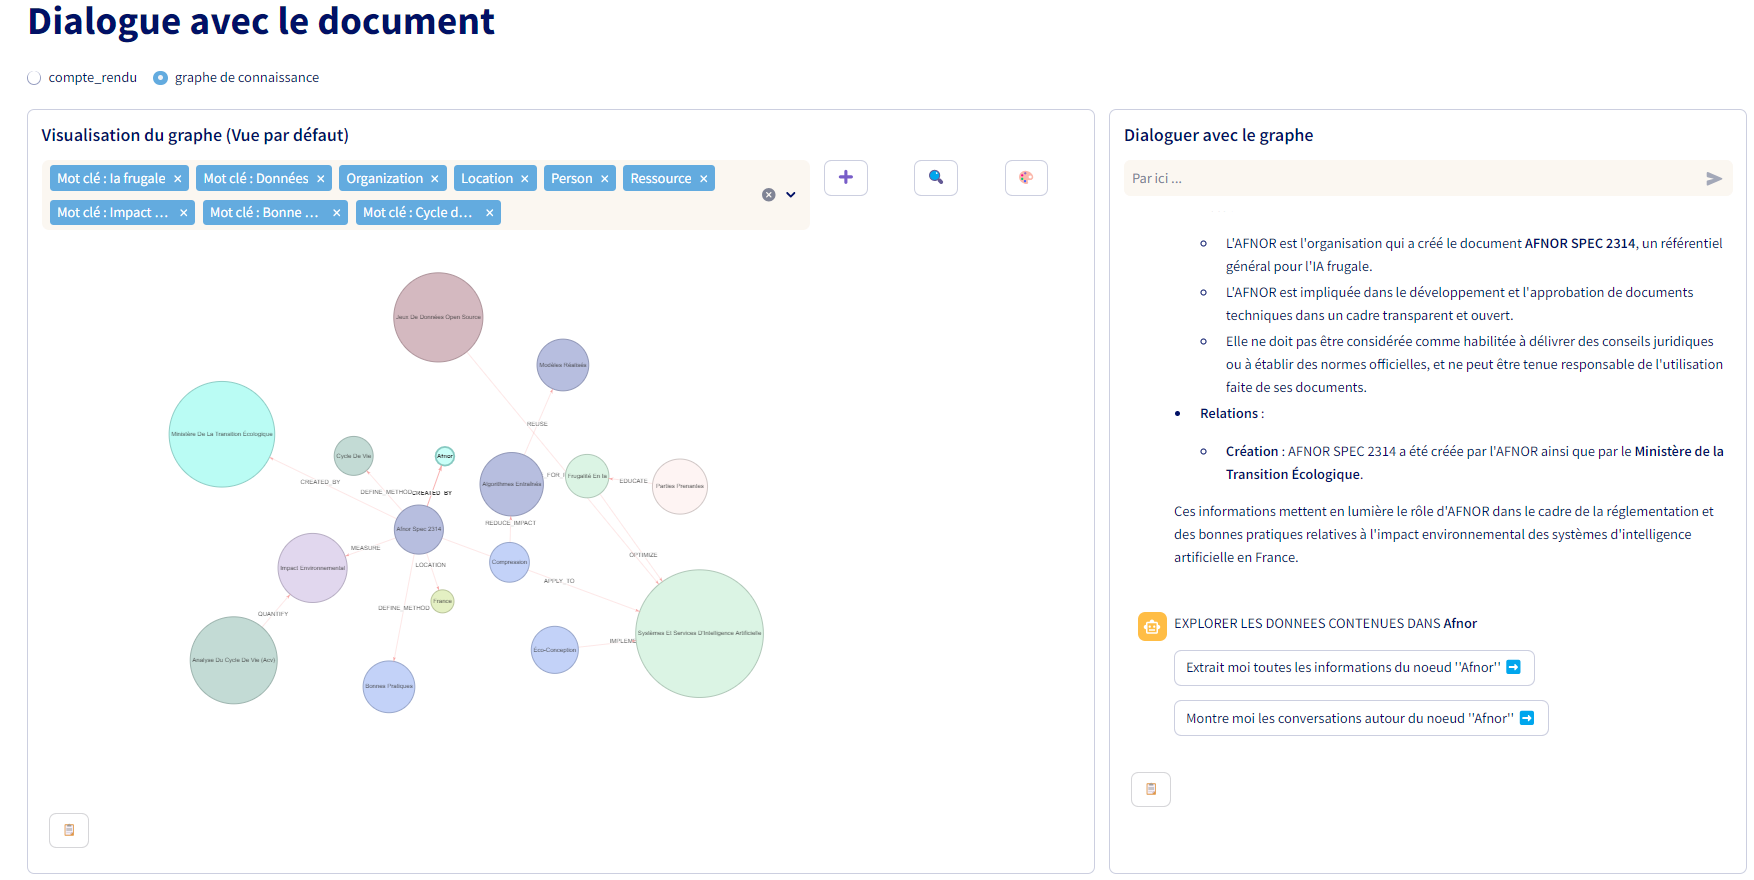 Dialogue avec le document
compte_rendu
graphe de connaissance
Visualisation du graphe (Vue par défaut)
Mot clé : Ia frugale ×
Mot clé : Données ×
Organization ×
Location ×
Person ×
Ressource ×
Mot clé : Impact ... ×
Mot clé : Bonne ... ×
Mot clé : Cycle d... ×
Jeux De Données Open Source
Modèles Réalisés
REUSE
Ministère De La Transition Écologique
Cycle De Vie
Afnor
CREATED_BY
DEFINE_METHOD
CREATED_BY
Algorithmes Entraînés
FOR_
Frugalité En Ia
EDUCATE
Parties Prenantes
REDUCE_IMPACT
Afnor Spec 2314
MEASURE
LOCATION
Impact Environnemental
Compression
OPTIMIZE
APPLY_TO
France
DEFINE_METHOD
QUANTIFY
Systèmes Et Services D'Intelligence Artificielle
IMPLEME
Eco-Conception
Analyse Du Cycle De Vie (Acv)
Bonnes Pratiques
Dialoguer avec le graphe
Par ici ...
L'AFNOR est l'organisation qui a créé le document AFNOR SPEC 2314, un référentiel
général pour l'IA frugale.
L'AFNOR est impliquée dans le développement et l'approbation de documents
techniques dans un cadre transparent et ouvert.
Elle ne doit pas être considérée comme habilitée à délivrer des conseils juridiques
ou à établir des normes officielles, et ne peut être tenue responsable de l'utilisation
faite de ses documents.
Relations :
Création : AFNOR SPEC 2314 a été créée par l'AFNOR ainsi que par le Ministère de la
Transition Écologique.
Ces informations mettent en lumière le rôle d'AFNOR dans le cadre de la réglementation et
des bonnes pratiques relatives à l'impact environnemental des systèmes d'intelligence
artificielle en France.
EXPLORER LES DONNEES CONTENUES DANS Afnor
Extrait moi toutes les informations du noeud ''Afnor''
Montre moi les conversations autour du noeud ''Afnor''